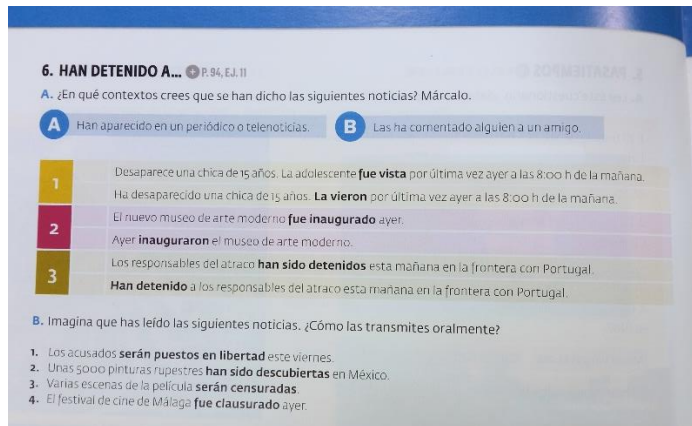 6. HAN DETENIDO A... + P. 94, EJ. 11
A. ¿En qué contextos crees que se han dicho las siguientes noticias? Márcalo.
A Han aparecido en un periódico o telenoticias. B Las ha comentado alguien a un amigo.
1 Desaparece una chica de 15 años. La adolescente fue vista por última vez ayer a las 8:00 h de la mañana.
Ha desaparecido una chica de 15 años. La vieron por última vez ayer a las 8:00 h de la mañana.
2 El nuevo museo de arte moderno fue inaugurado ayer.
Ayer inauguraron el museo de arte moderno.
3 Los responsables del atraco han sido detenidos esta mañana en la frontera con Portugal.
Han detenido a los responsables del atraco esta mañana en la frontera con Portugal.
B. Imagina que has leído las siguientes noticias. ¿Cómo las transmites oralmente?
1. Los acusados serán puestos en libertad este viernes.
2. Unas 5000 pinturas rupestres han sido descubiertas en México.
3. Varias escenas de la película serán censuradas.
4. El festival de cine de Málaga fue clausurado ayer.